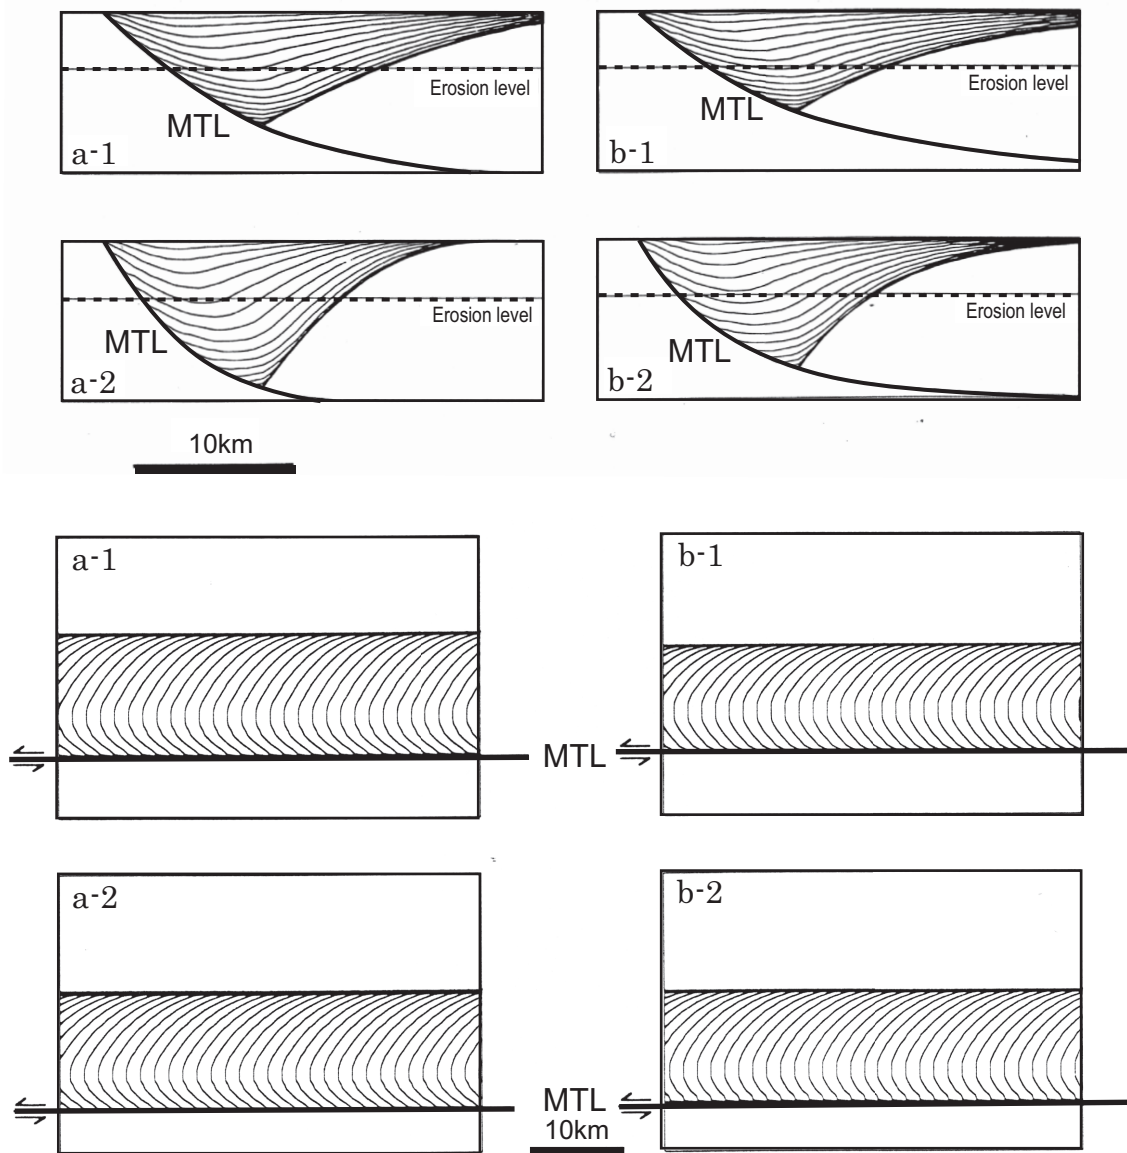 Erosion level
MTL
a-1
Erosion level
MTL
b-1
Erosion level
MTL
a-2
Erosion level
MTL
b-2
10km
a-1
b-1
MTL
a-2
b-2
MTL
10km